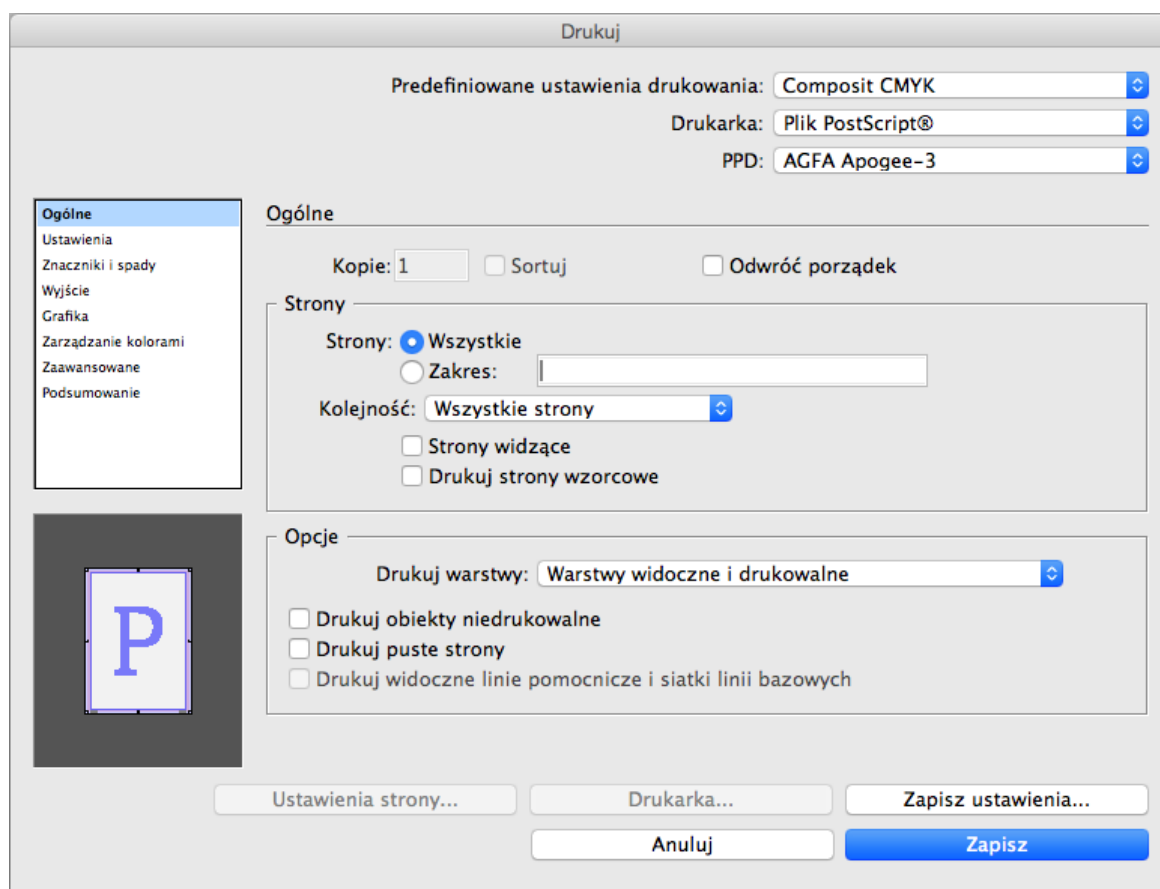 Drukuj
Predefiniowane ustawienia drukowania: Composit CMYK
Drukarka: Plik PostScript®
PPD: AGFA Apogee-3
Ogólne
Ustawienia
Znaczniki i spady
Wyjście
Grafika
Zarządzanie kolorami
Zaawansowane
Podsumowanie
Ogólne
Kopie: 1 Sortuj Odwróć porządek
Strony
Strony: Wszystkie
Zakres:
Kolejność: Wszystkie strony
Strony widzące
Drukuj strony wzorcowe
P
Opcje
Drukuj warstwy: Warstwy widoczne i drukowalne
Drukuj obiekty niedrukowalne
Drukuj puste strony
Drukuj widoczne linie pomocnicze i siatki linii bazowych
Ustawienia strony... Drukarka... Zapisz ustawienia...
Anuluj Zapisz